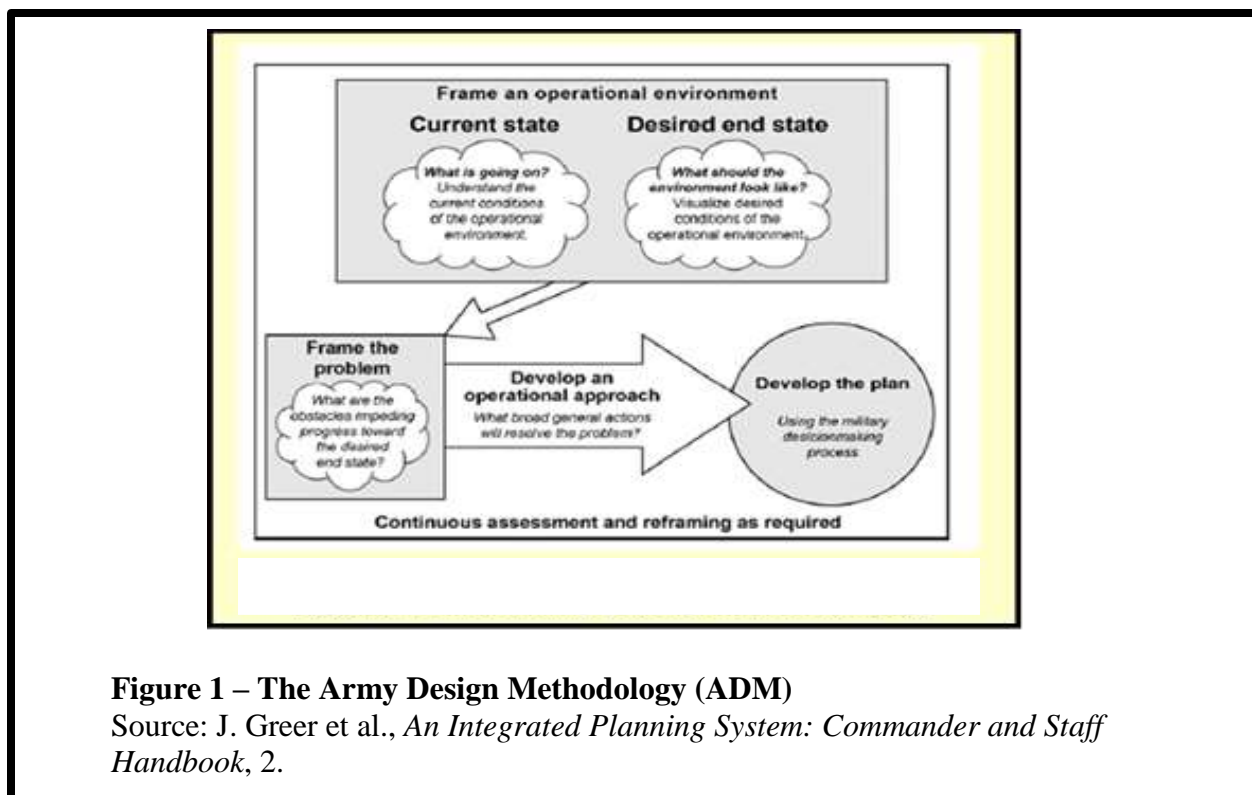 Frame an operational environment
Current state
What is going on?
Understand the
current conditions
of the operational
environment.
Desired end state
What should the
environment look like?
Visualize desired
conditions of the
operational environment.
Frame the
problem
What are the
obstacles impeding
progress toward
the desired
end state?
Develop an
operational approach
What broad general actions
will resolve the problem?
Develop the plan
Using the military
decisionmaking
process
Continuous assessment and reframing as required
Figure 1 – The Army Design Methodology (ADM)
Source: J. Greer et al., An Integrated Planning System: Commander and Staff
Handbook, 2.